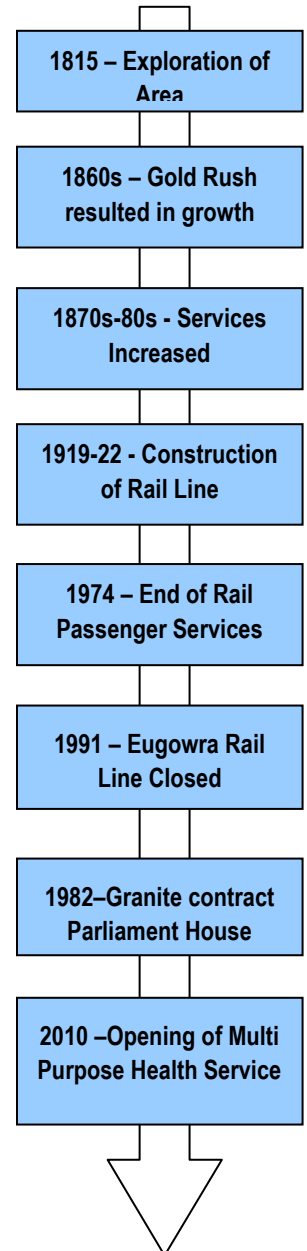 1815 – Exploration of
Area
1860s – Gold Rush
resulted in growth
1870s-80s - Services
Increased
1919-22 - Construction
of Rail Line
1974 – End of Rail
Passenger Services
1991 – Eugowra Rail
Line Closed
1982–Granite contract
Parliament House
2010 –Opening of Multi
Purpose Health Service